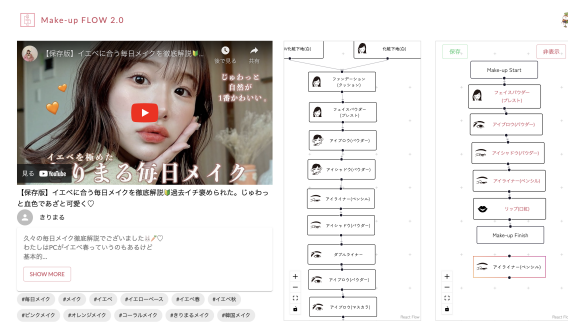 Make-up FLOW 2.0
【保存版】イエベに合う毎日メイクを徹底解説🔰...
後で見る
共有
じゅわっと
自然が
1番かわいい。
イエベを極めた
りまる毎日メイク
見る YouTube
【保存版】イエベに合う毎日メイクを徹底解説🔰過去イチ褒められた。じゅわっ
と血色であざと可愛く♡
きりまる
久々の毎日メイク徹底解説でございました
わたしはPCがイエベ春っていうのもあるけど
基本的...
SHOW MORE
#毎日メイク #メイク #イエベ #イエローベース #イエベ春 #イエベ秋
#ピンクメイク #オレンジメイク #コーラルメイク #きりまるメイク #韓国メイク
化粧下地(白)
化粧下地(白)
ファンデーション
(クッション)
フェイスパウダー
(プレスト)
アイブロウ(パウダー)
アイシャドウ(パウダー)
アイライナー(ペンシル)
アイシャドウ(パウダー)
ダブルライナー
アイブロウ(パウダー)
アイブロウ(マスカラ)
React Flow
保存。
非表示。
Make-up Start
フェイスパウダー
(プレスト)
アイブロウ(パウダー)
アイシャドウ(パウダー)
アイライナー(ペンシル)
リップ(口紅)
Make-up Finish
アイライナー(ペンシル)
React Flow